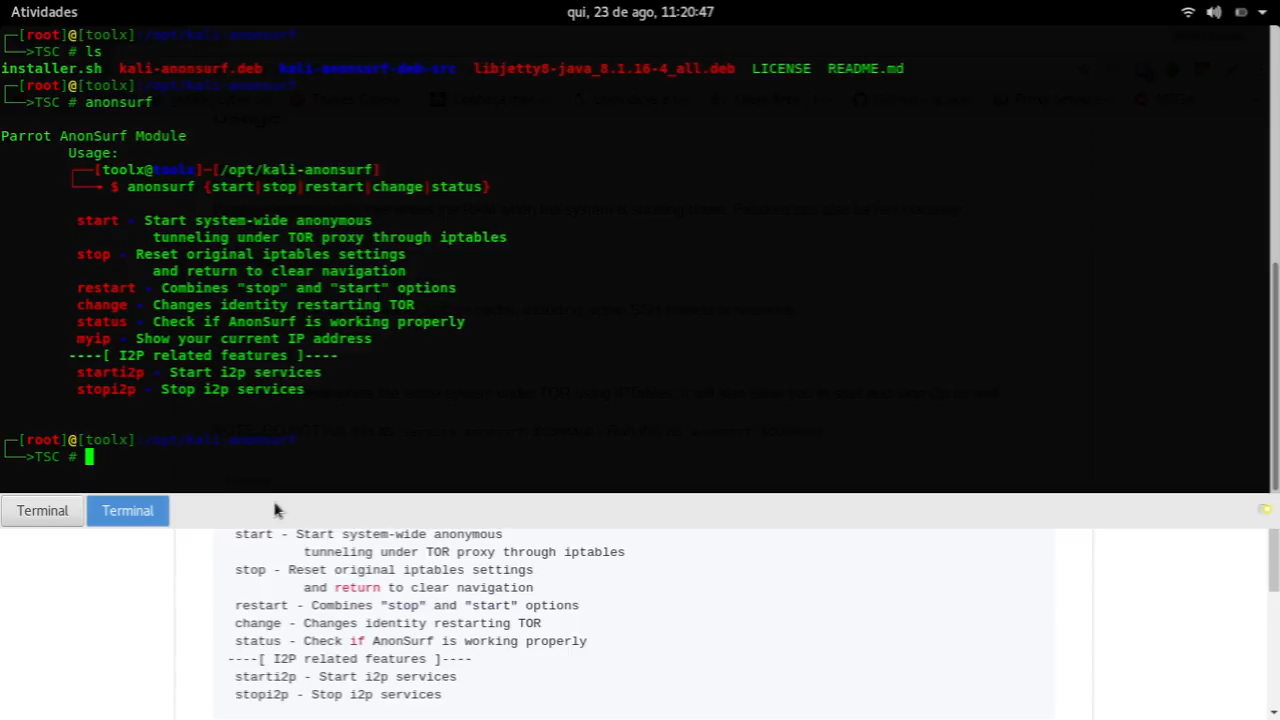 Atividades
qui, 23 de ago, 11:20:47
┌─[root]@[toolx]:/opt/kali-anonsurf
└──>TSC # ls
installer.sh kali-anonsurf.deb kali-anonsurf-deb-src libjetty8-java_8.1.16-4_all.deb LICENSE README.md
┌─[root]@[toolx]:/opt/kali-anonsurf
└──>TSC # anonsurf
Parrot AnonSurf Module
Usage:
┌──[toolx@toolx]─[/opt/kali-anonsurf]
└──╼ $ anonsurf {start|stop|restart|change|status}
start - Start system-wide anonymous
tunneling under TOR proxy through iptables
stop - Reset original iptables settings
and return to clear navigation
restart - Combines "stop" and "start" options
change - Changes identity restarting TOR
status - Check if AnonSurf is working properly
myip - Show your current IP address
----[ I2P related features ]----
starti2p - Start i2p services
stopi2p - Stop i2p services
┌─[root]@[toolx]:/opt/kali-anonsurf
└──>TSC #
Terminal Terminal
start - Start system-wide anonymous
tunneling under TOR proxy through iptables
stop - Reset original iptables settings
and return to clear navigation
restart - Combines "stop" and "start" options
change - Changes identity restarting TOR
status - Check if AnonSurf is working properly
----[ I2P related features ]----
starti2p - Start i2p services
stopi2p - Stop i2p services